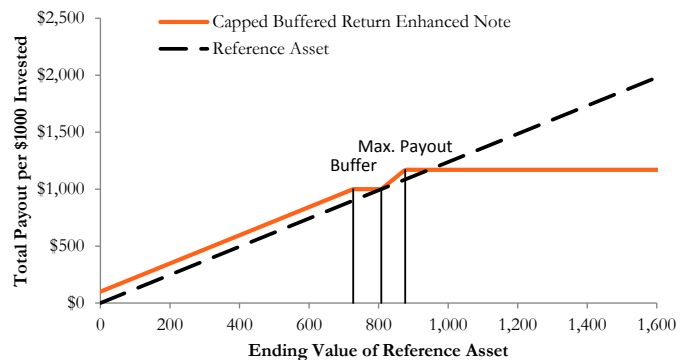 $2,500
Capped Buffered Return Enhanced Note
Reference Asset
$2,000
$1,500
Max. Payout
Buffer
$1,000
$500
$0
0 200 400 600 800 1,000 1,200 1,400 1,600
Total Payout per $1000 Invested
Ending Value of Reference Asset